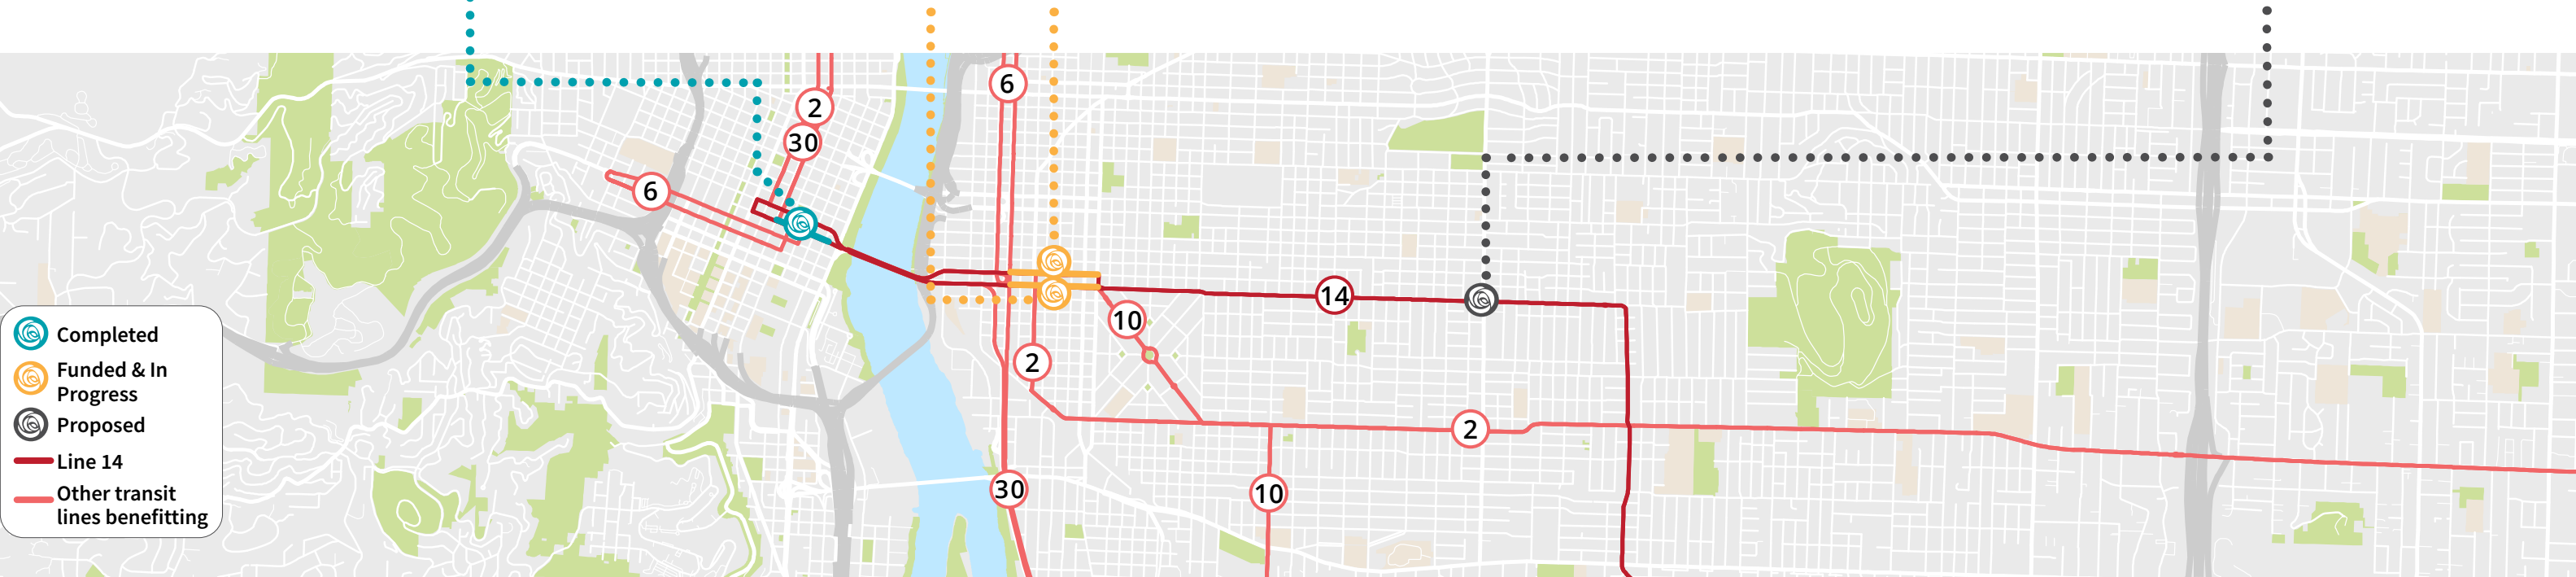 6
2
30
6
14
10
2
2
30
10
Completed
Funded & In
Progress
Proposed
Line 14
Other transit
lines benefitting